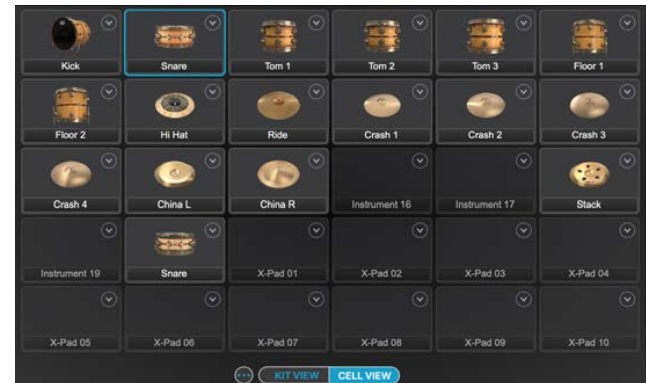 Kick Snare Tom 1 Tom 2 Tom 3 Floor 1
Floor 2 Hi Hat Ride Crash 1 Crash 2 Crash 3
Crash 4 China L China R Instrument 16 Instrument 17 Stack
Instrument 19 Snare X-Pad 01 X-Pad 02 X-Pad 03 X-Pad 04
X-Pad 05 X-Pad 06 X-Pad 07 X-Pad 08 X-Pad 09 X-Pad 10
KIT VIEW CELL VIEW